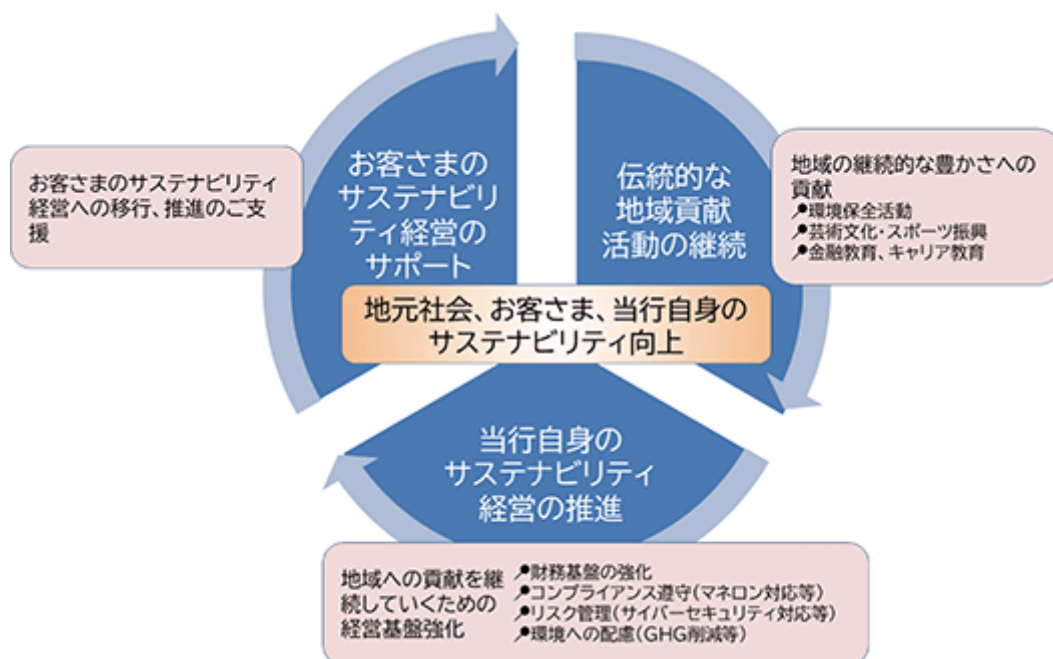 お客さまのサステナビリティ
経営への移行、推進のご支
援
お客さまの
サステナビリ
ティ経営の
サポート
伝統的な
地域貢献
活動の継続
地域の継続的な豊かさへの
貢献
環境保全活動
芸術文化・スポーツ振興
金融教育、キャリア教育
地元社会、お客さま、当行自身の
サステナビリティ向上
当行自身の
サステナビリティ
経営の推進
地域への貢献を継
続していくための
経営基盤強化
財務基盤の強化
コンプライアンス遵守(マネロン対応等)
リスク管理(サイバーセキュリティ対応等)
環境への配慮(GHG削減等)